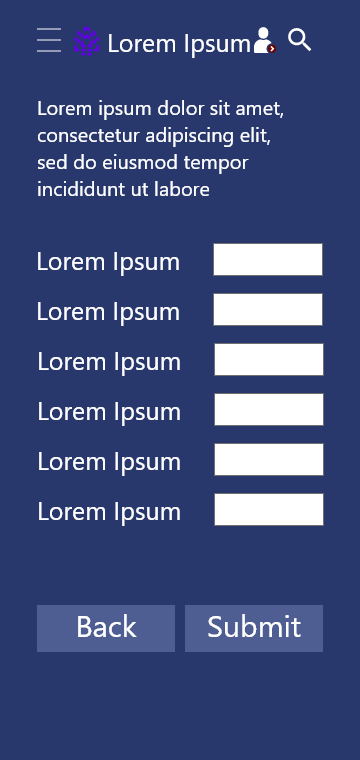 Lorem Ipsum
Lorem ipsum dolor sit amet,
consectetur adipiscing elit,
sed do eiusmod tempor
incididunt ut labore
Lorem Ipsum
Lorem Ipsum
Lorem Ipsum
Lorem Ipsum
Lorem Ipsum
Lorem Ipsum
Back
Submit